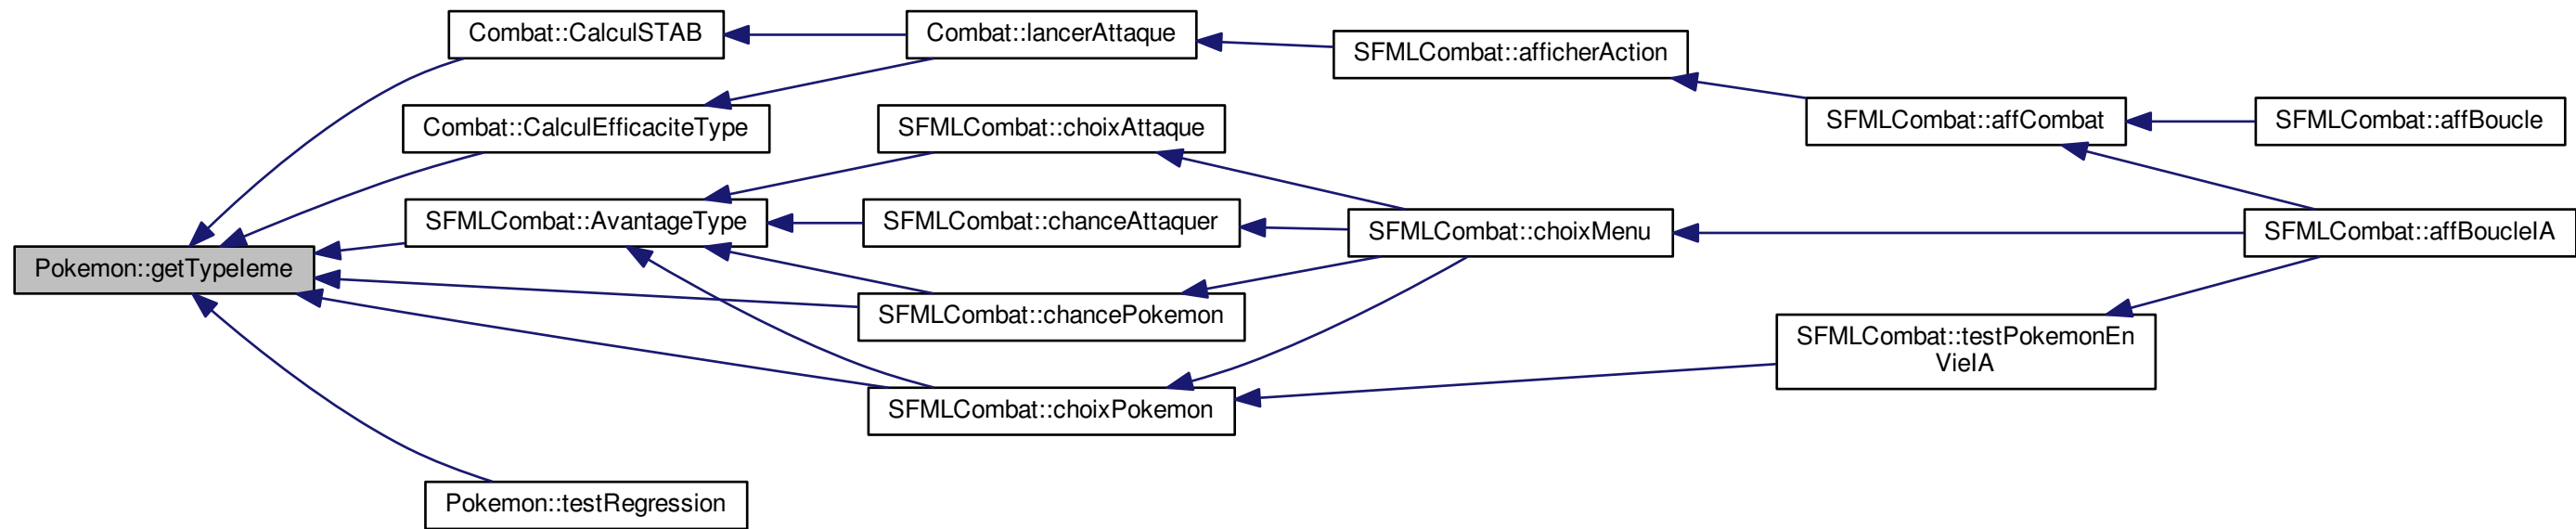 Combat::CalculSTAB
Combat::lancerAttaque
SFMLCombat::afficherAction
Combat::CalculEfficaciteType
SFMLCombat::choixAttaque
SFMLCombat::affCombat
SFMLCombat::affBoucle
SFMLCombat::AvantageType
SFMLCombat::chanceAttaquer
SFMLCombat::choixMenu
SFMLCombat::affBoucleIA
Pokemon::getTypeIeme
SFMLCombat::chancePokemon
SFMLCombat::testPokemonEn
VieIA
SFMLCombat::choixPokemon
Pokemon::testRegression